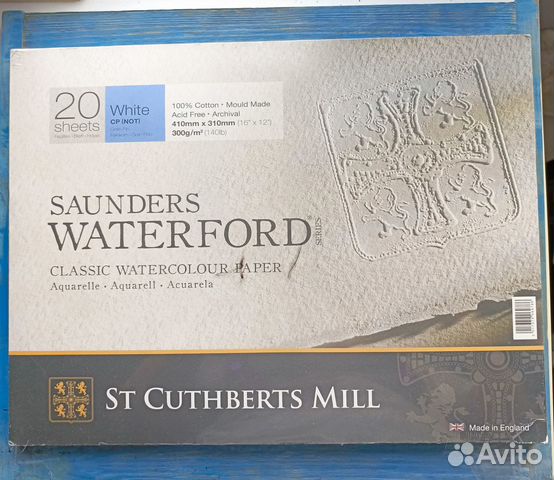 20
sheets
White
CP (NOT)
100% Cotton • Mould Made
Acid Free • Archival
410mm x 310mm (16" x 12")
300g/m² (140lb)
SAUNDERS
WATERFORD®
SERIES
CLASSIC WATERCOLOUR PAPER
Aquarelle • Aquarell • Acuarela
ST CUTHBERTS MILL
Made in England
Avito